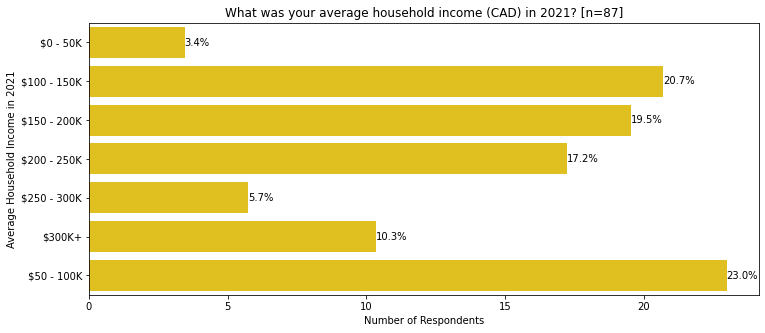 What was your average household income (CAD) in 2021? [n=87]
Average Household Income in 2021
$0 - 50K
3.4%
$100 - 150K
20.7%
$150 - 200K
19.5%
$200 - 250K
17.2%
$250 - 300K
5.7%
$300K+
10.3%
$50 - 100K
23.0%
0 5 10 15 20
Number of Respondents